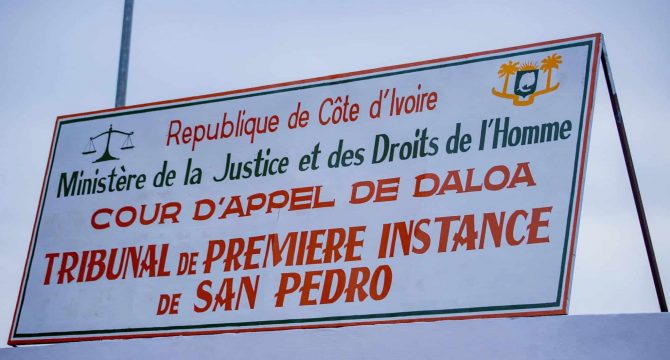 Republique de Côte d'Ivoire
Ministère de la Justice et des Droits de l'Homme
COUR D'APPEL DE DALOA
TRIBUNAL DE PREMIERE INSTANCE
DE SAN PEDRO